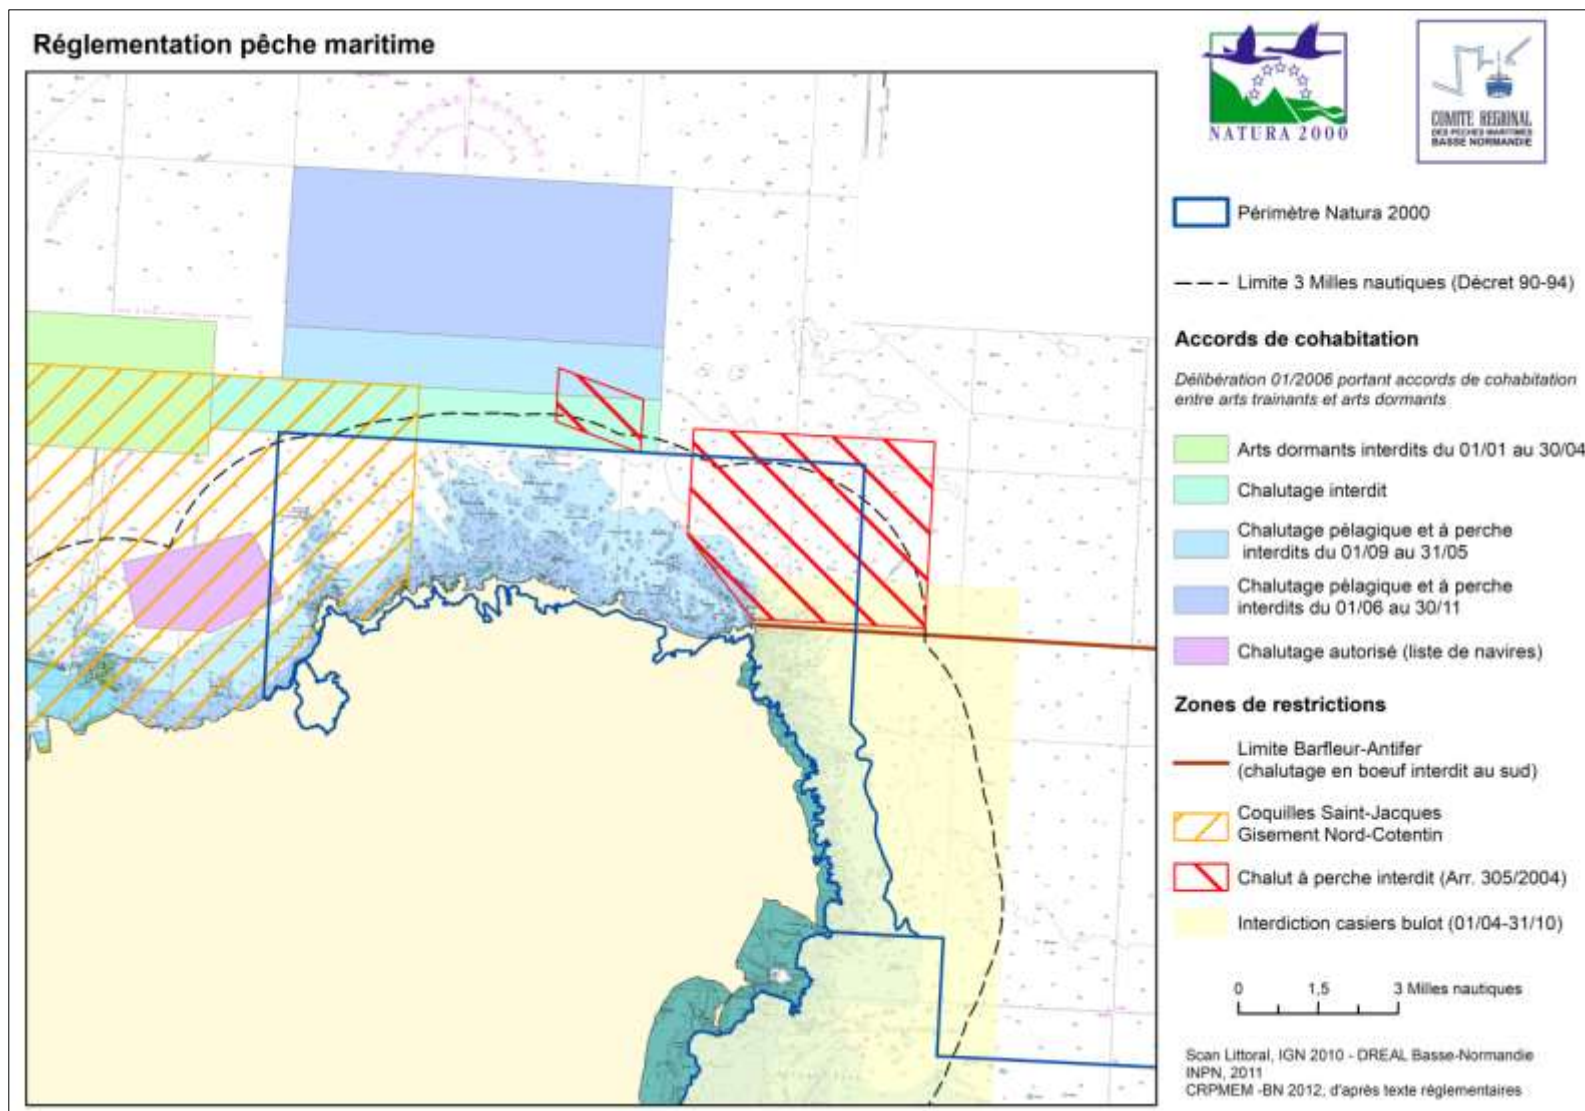 Réglementation pêche maritime
NATURA 2000
COMITE REGIONAL
DES PÊCHES MARITIMES
BASSE NORMANDIE
Périmètre Natura 2000
Limite 3 Milles nautiques (Décret 90-94)
Accords de cohabitation
Délibération 01/2006 portant accords de cohabitation
entre arts trainants et arts dormants
Arts dormants interdits du 01/01 au 30/04
Chalutage interdit
Chalutage pélagique et à perche
interdits du 01/09 au 31/05
Chalutage pélagique et à perche
interdits du 01/06 au 30/11
Chalutage autorisé (liste de navires)
Zones de restrictions
Limite Barfleur-Antifer
(chalutage en boeuf interdit au sud)
Coquilles Saint-Jacques
Gisement Nord-Cotentin
Chalut à perche interdit (Arr. 305/2004)
Interdiction casiers bulot (01/04-31/10)
0 1,5 3 Milles nautiques
Scan Littoral, IGN 2010 - DREAL Basse-Normandie
INPN, 2011
CRPMEM -BN 2012, d'après texte réglementaires